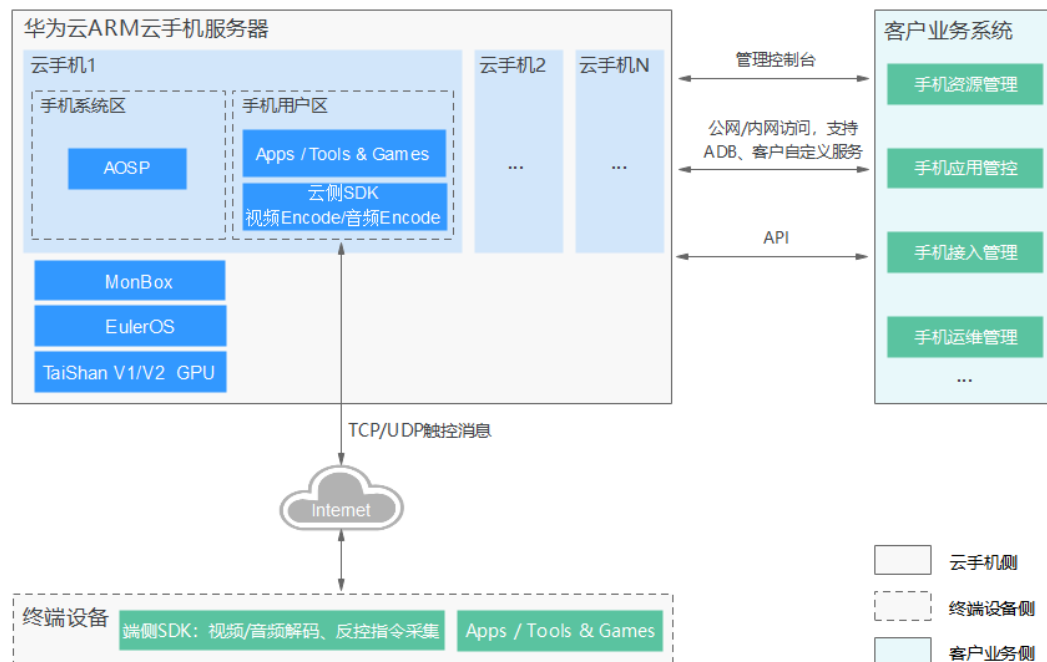 华为云ARM云手机服务器
云手机1
手机系统区
AOSP
手机用户区
Apps / Tools & Games
云侧SDK
视频Encode/音频Encode
云手机2
...
云手机N
...
MonBox
EulerOS
TaiShan V1/V2 GPU
管理控制台
公网/内网访问，支持
ADB、客户自定义服务
API
客户业务系统
手机资源管理
手机应用管控
手机接入管理
手机运维管理
...
TCP/UDP触控消息
Internet
终端设备
端侧SDK：视频/音频解码、反控指令采集
Apps / Tools & Games
云手机侧
终端设备侧
客户业务侧